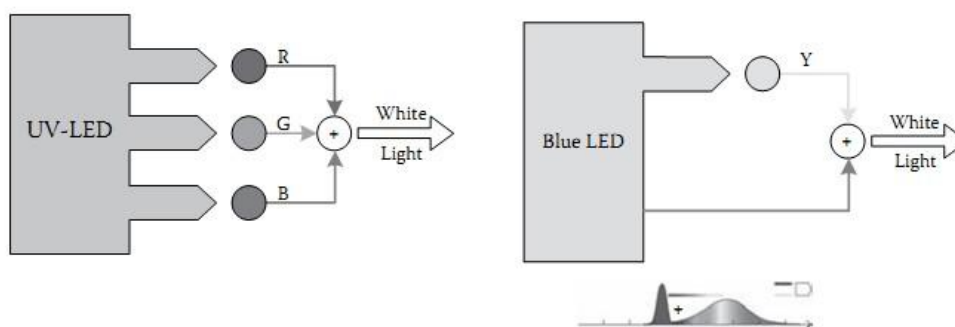 UV-LED
R
G
B
+
White
Light
Blue LED
Y
+
White
Light
+